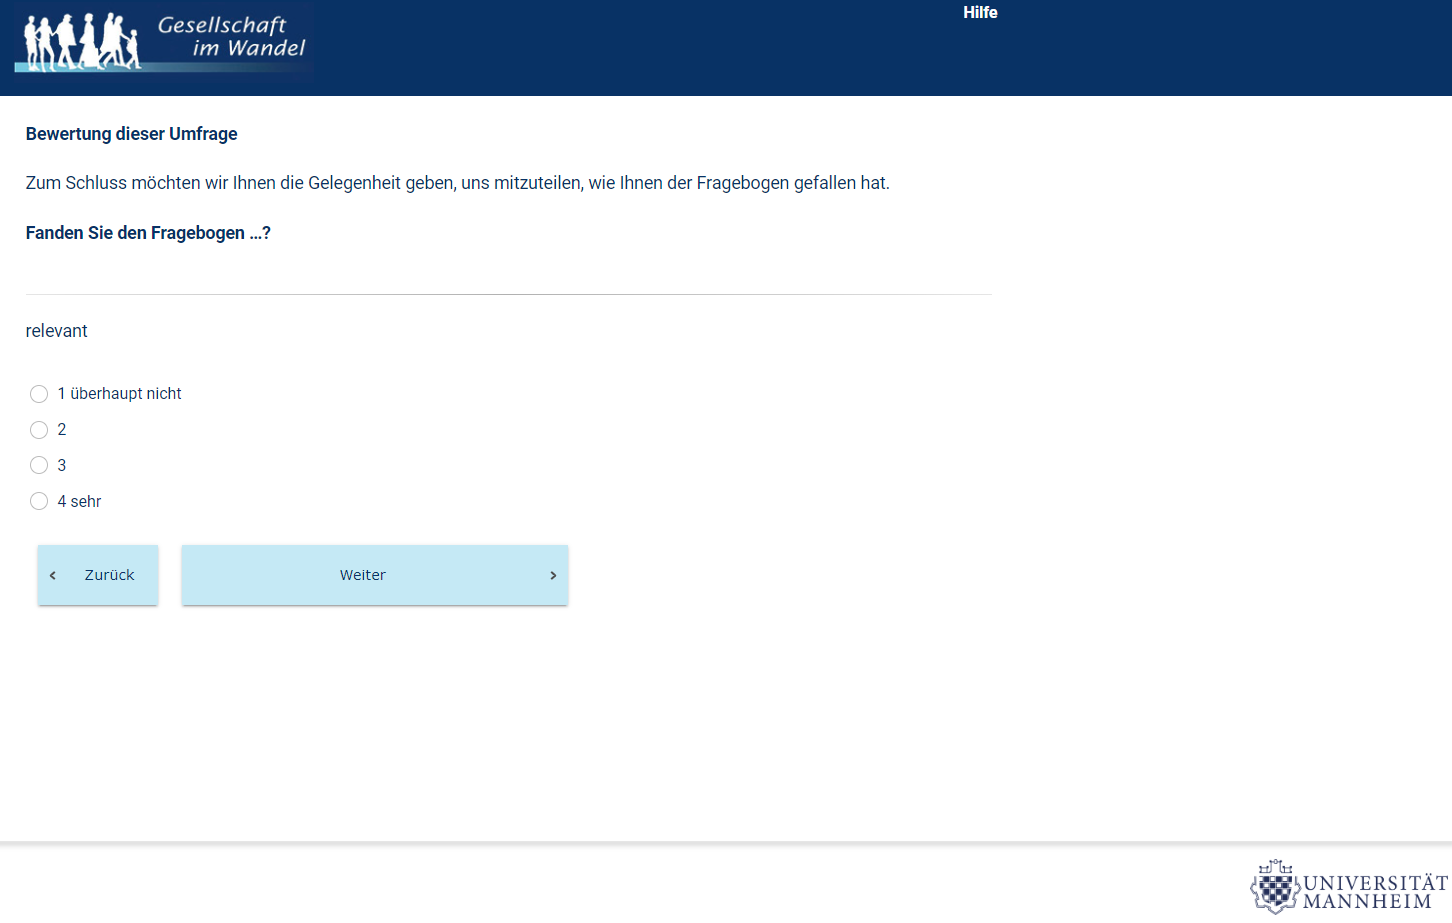 Gesellschaft
im Wandel
Hilfe
Bewertung dieser Umfrage
Zum Schluss möchten wir Ihnen die Gelegenheit geben, uns mitzuteilen, wie Ihnen der Fragebogen gefallen hat.
Fanden Sie den Fragebogen ...?
relevant
1 überhaupt nicht
2
3
4 sehr
Zurück
Weiter
UNIVERSITÄT
MANNHEIM